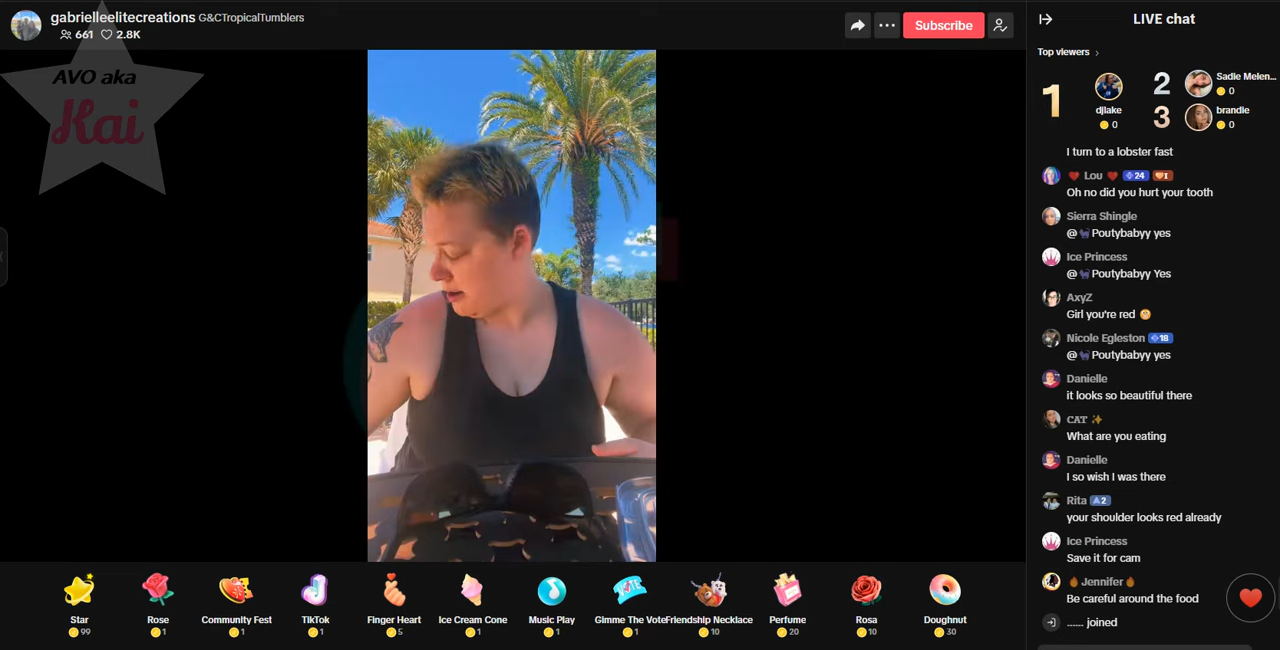 gabrielleelitecreations G&CTropicalTumblers
661 2.8K
Subscribe
AVO aka
Kai
LIVE chat
Top viewers
1
djlake
0
2
Sadie Melen...
0
3
brandie
0
I turn to a lobster fast
Lou 24 I
Oh no did you hurt your tooth
Sierra Shingle
@🐈‍⬛Poutybabyy yes
Ice Princess
@🐈‍⬛Poutybabyy Yes
AxyZ
Girl you're red
Nicole Egleston 18
@🐈‍⬛Poutybabyy yes
Danielle
it looks so beautiful there
CAT ✨
What are you eating
Danielle
I so wish I was there
Rita 2
your shoulder looks red already
Ice Princess
Save it for cam
🔥Jennifer🔥
Be careful around the food
...... joined
Star
99
Rose
1
Community Fest
1
TikTok
1
Finger Heart
5
Ice Cream Cone
1
Music Play
1
Gimme The Vote
1
Friendship Necklace
10
Perfume
20
Rosa
10
Doughnut
30